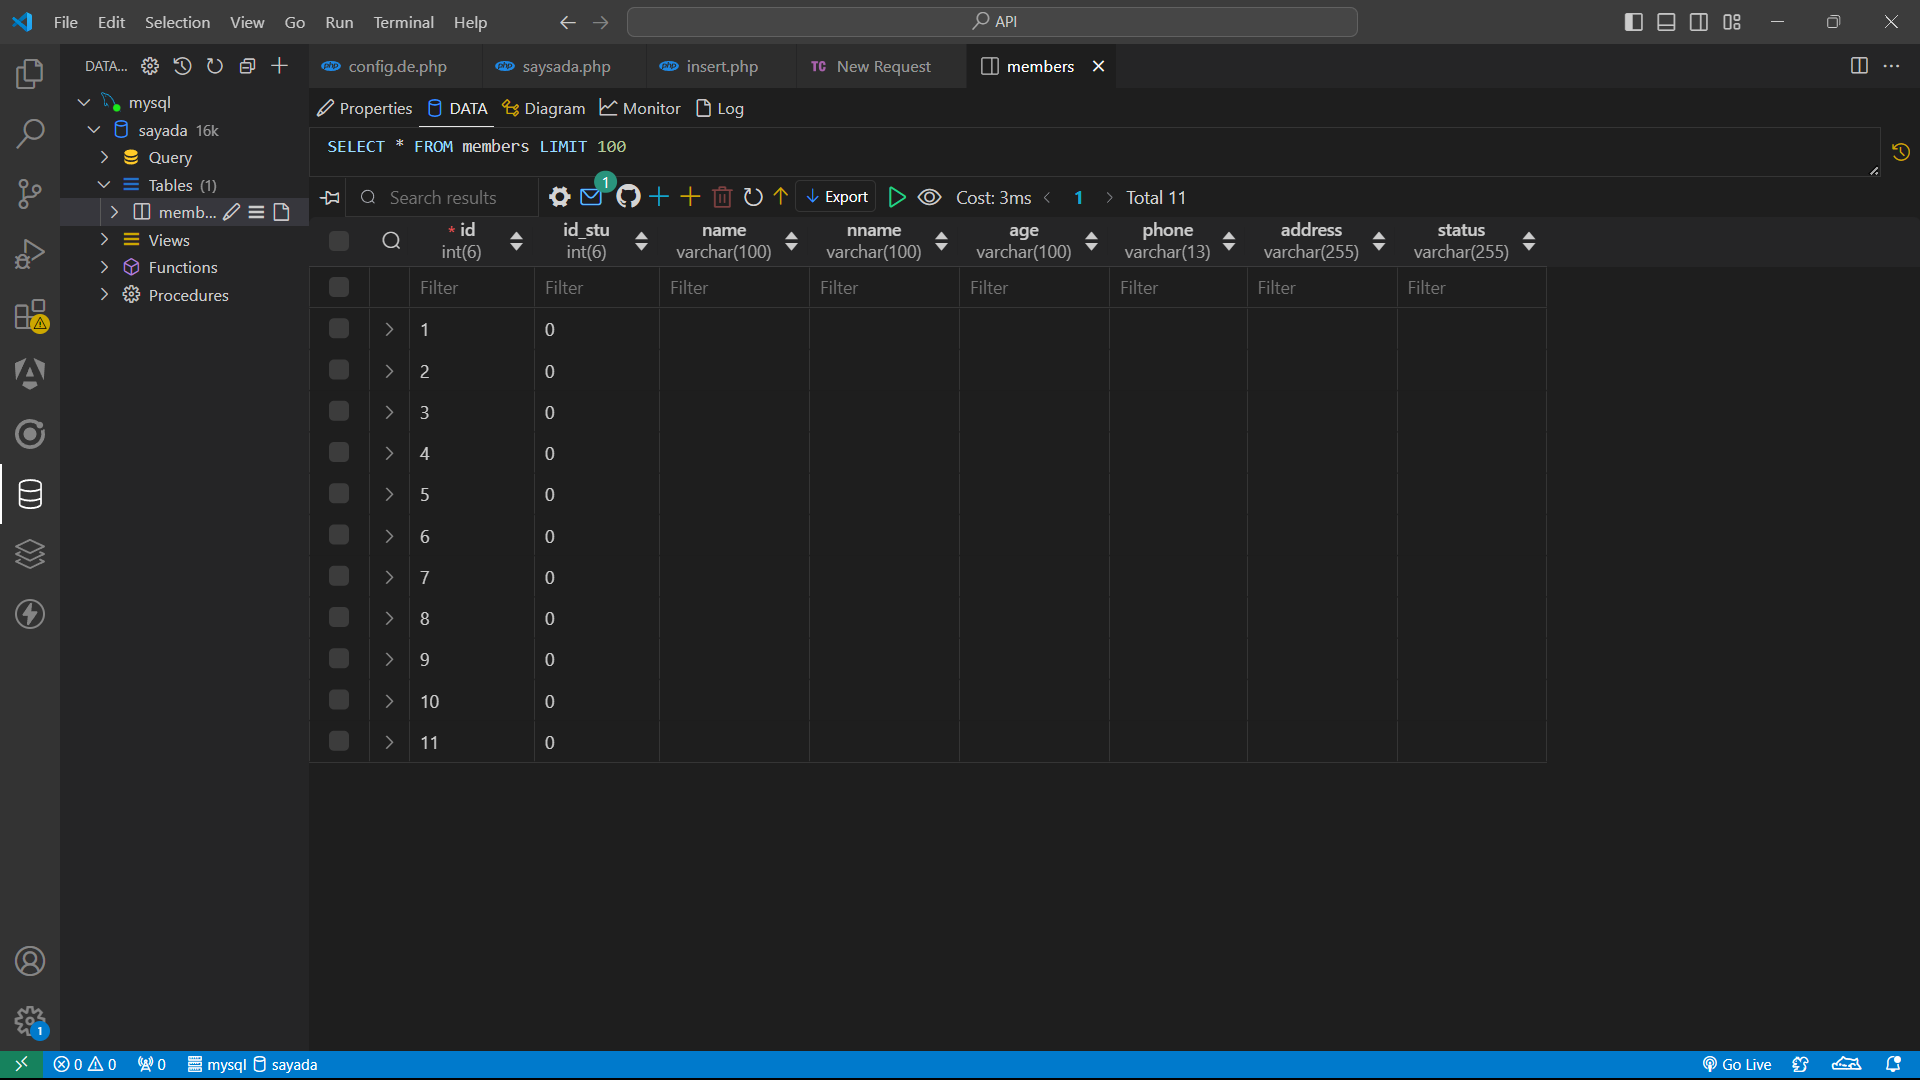 File Edit Selection View Go Run Terminal Help
API
DATA...
config.de.php
saysada.php
insert.php
TC New Request
members
mysql
sayada 16k
Query
Tables (1)
memb...
Views
Functions
Procedures
Properties
DATA
Diagram
Monitor
Log
SELECT * FROM members LIMIT 100
Search results
1
Export
Cost: 3ms
1
Total 11
* id
int(6)
id_stu
int(6)
name
varchar(100)
nname
varchar(100)
age
varchar(100)
phone
varchar(13)
address
varchar(255)
status
varchar(255)
Filter Filter Filter Filter Filter Filter Filter Filter
1 0
2 0
3 0
4 0
5 0
6 0
7 0
8 0
9 0
10 0
11 0
1
0 0 0 mysql sayada
Go Live